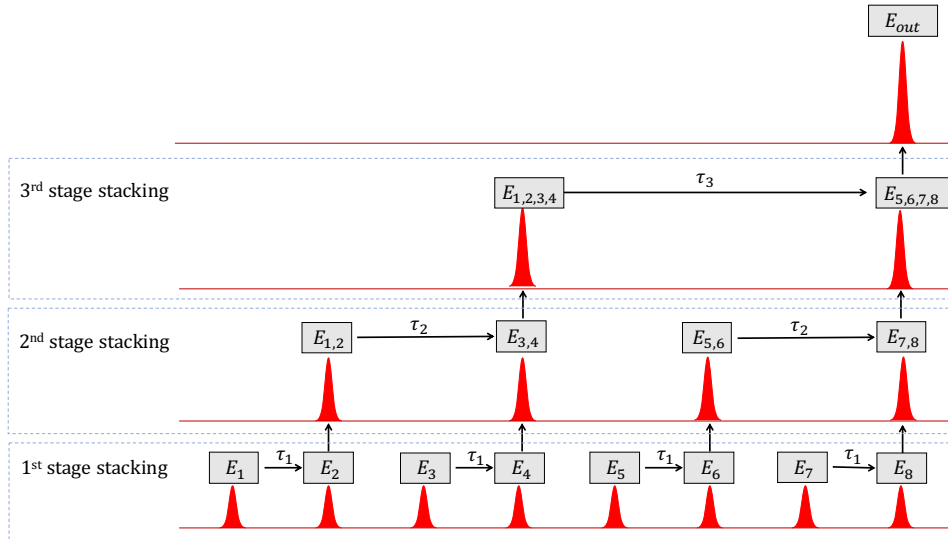 E_out
3rd stage stacking
E_1,2,3,4
τ_3
E_5,6,7,8
2nd stage stacking
E_1,2
τ_2
E_3,4
E_5,6
τ_2
E_7,8
1st stage stacking
E_1
τ_1
E_2
E_3
τ_1
E_4
E_5
τ_1
E_6
E_7
τ_1
E_8